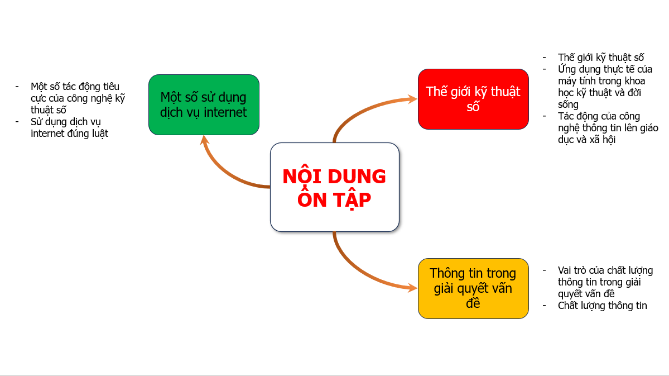 NỘI DUNG
ÔN TẬP
Một số sử dụng
dịch vụ internet
- Một số tác động tiêu
cực của công nghệ kỹ
thuật số
- Sử dụng dịch vụ
internet đúng luật
Thế giới kỹ thuật
số
- Thế giới kỹ thuật số
- Ứng dụng thực tế của
máy tính trong khoa
học kỹ thuật và đời
sống
- Tác động của công
nghệ thông tin lên giáo
dục và xã hội
Thông tin trong
giải quyết vấn
đề
- Vai trò của chất lượng
thông tin trong giải
quyết vấn đề
- Chất lượng thông tin